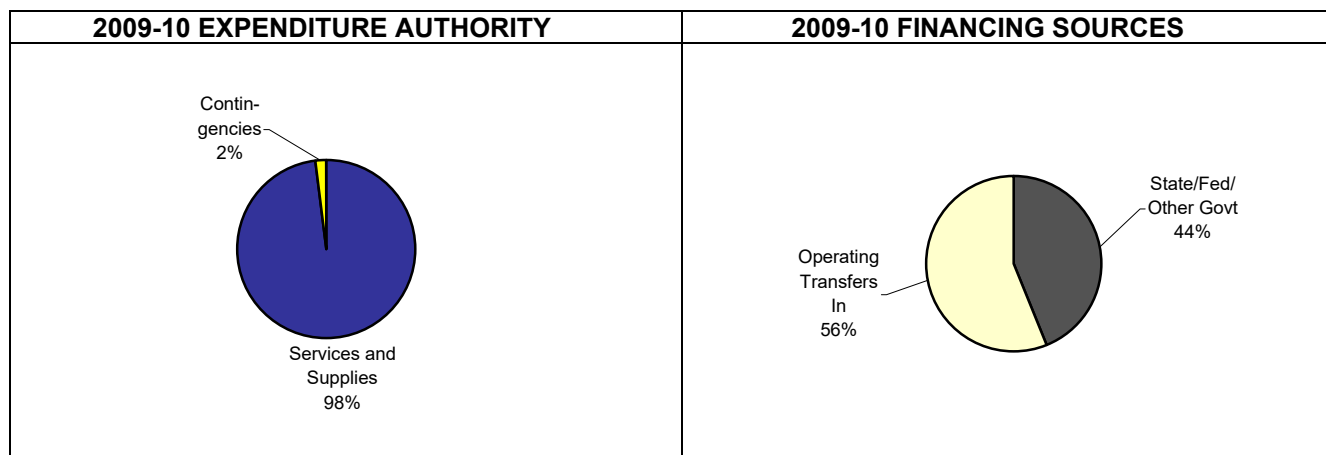 2009-10 EXPENDITURE AUTHORITY
2009-10 FINANCING SOURCES
Contin-
gencies
2%
Services and
Supplies
98%
State/Fed/
Other Govt
44%
Operating
Transfers
In
56%